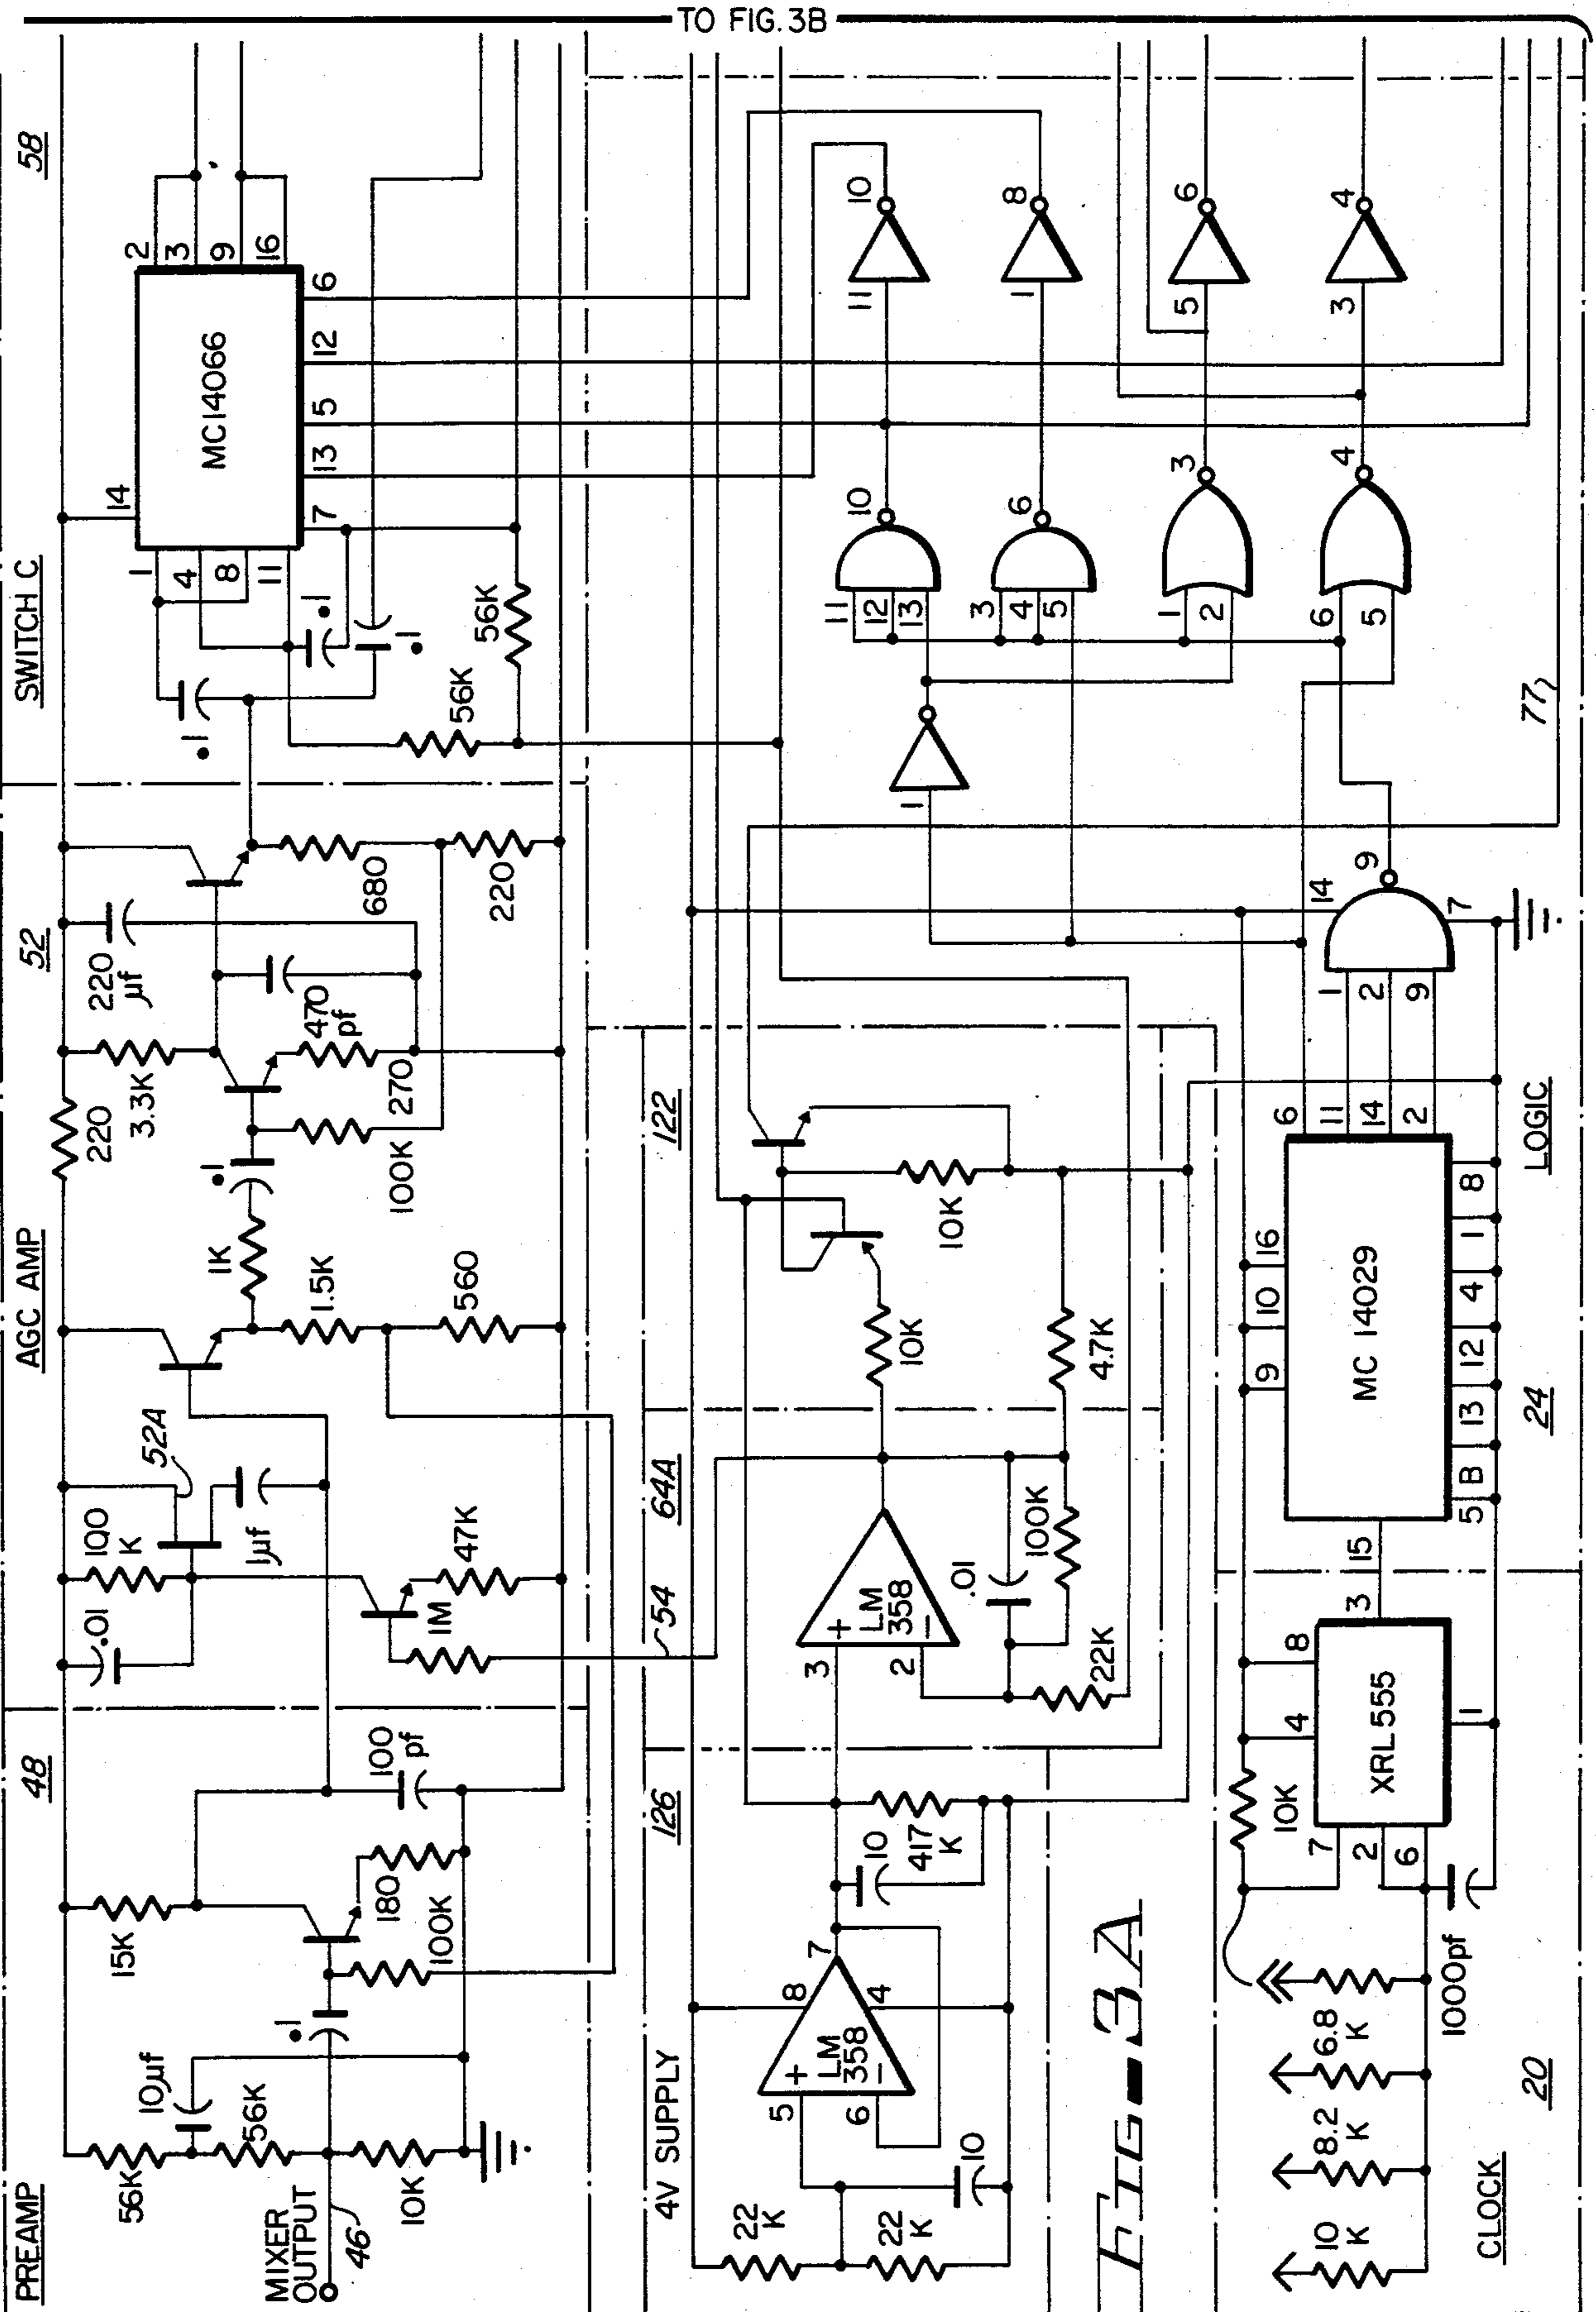 TO FIG. 3B
PREAMP
48
AGC AMP
52
SWITCH C
58
56K
10µf
56K
10K
MIXER
OUTPUT
46
.1
15K
180
100K
100
pf
.01
100
K
52A
1µf
1M
47K
54
1K
1.5K
560
.1
220
3.3K
220
µf
470
pf
270
100K
680
220
.1
.1
.1
56K
56K
MC14066
14
1
4
8
11
7
13
5
12
6
2
3
9
16
4V SUPPLY
126
22
K
22
K
10
5
6
+
-
LM
358
8
4
7
10
417
K
64A
3
2
+
-
LM
358
.01
100K
22K
122
10K
10K
4.7K
1
11
12
13
10
3
4
5
6
1
2
3
6
5
4
11
10
1
8
5
6
3
4
77
FIG-3A
CLOCK
20
10
K
8.2
K
6.8
K
1000pf
10K
7
2
6
4
8
1
3
XRL555
15
MC 14029
9
10
16
5
B
13
12
4
1
8
6
11
14
2
LOGIC
24
1
2
9
14
7
9